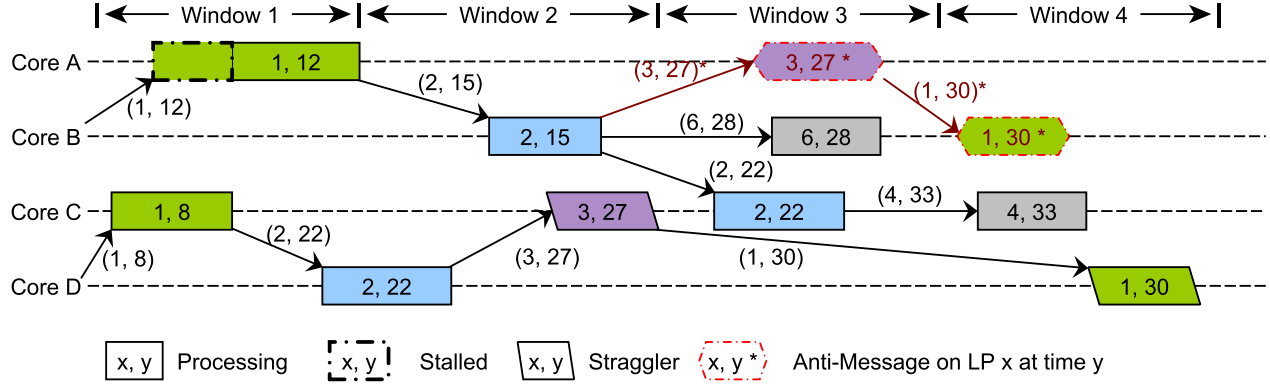 Window 1 Window 2 Window 3 Window 4
Core A 1, 12 3, 27 *
(1, 12) (2, 15) (3, 27)* (1, 30)*
Core B 2, 15 (6, 28) 6, 28 1, 30 *
(2, 22) (4, 33)
Core C 1, 8 3, 27 2, 22 4, 33
(1, 8) (2, 22) (3, 27) (1, 30)
Core D 2, 22 1, 30
x, y Processing x, y Stalled x, y Straggler x, y * Anti-Message on LP x at time y